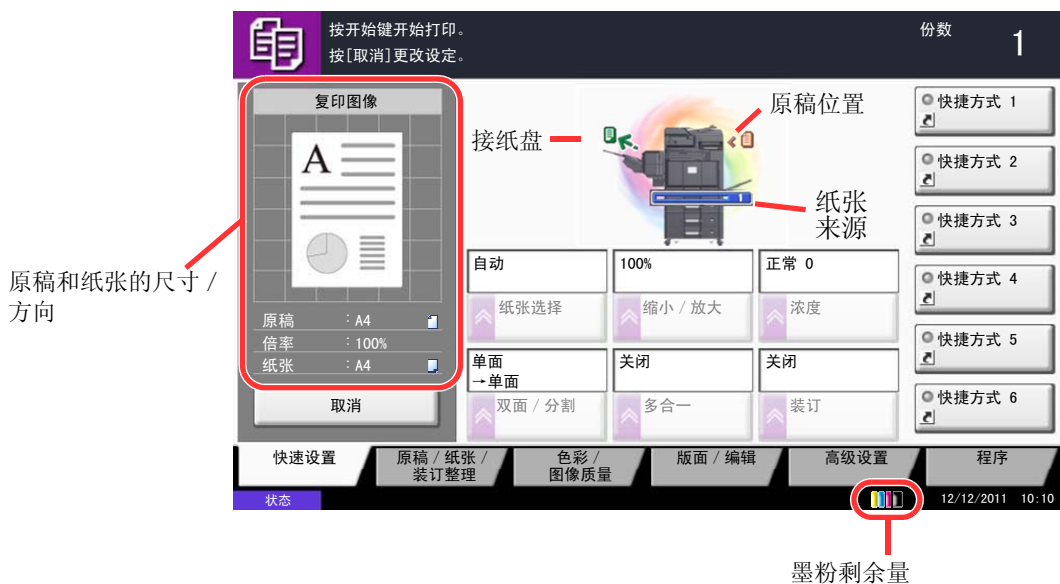 按开始键开始打印。
按[取消]更改设定。
份数
1
复印图像
A
原稿 : A4
倍率 : 100%
纸张 : A4
取消
原稿和纸张的尺寸 /
方向
接纸盘
原稿位置
纸张
来源
1
自动
纸张选择
100%
缩小 / 放大
正常 0
浓度
单面
→单面
双面 / 分割
关闭
多合一
关闭
装订
快捷方式 1
快捷方式 2
快捷方式 3
快捷方式 4
快捷方式 5
快捷方式 6
快速设置
原稿 / 纸张 /
装订整理
色彩 /
图像质量
版面 / 编辑
高级设置
程序
状态
12/12/2011 10:10
墨粉剩余量